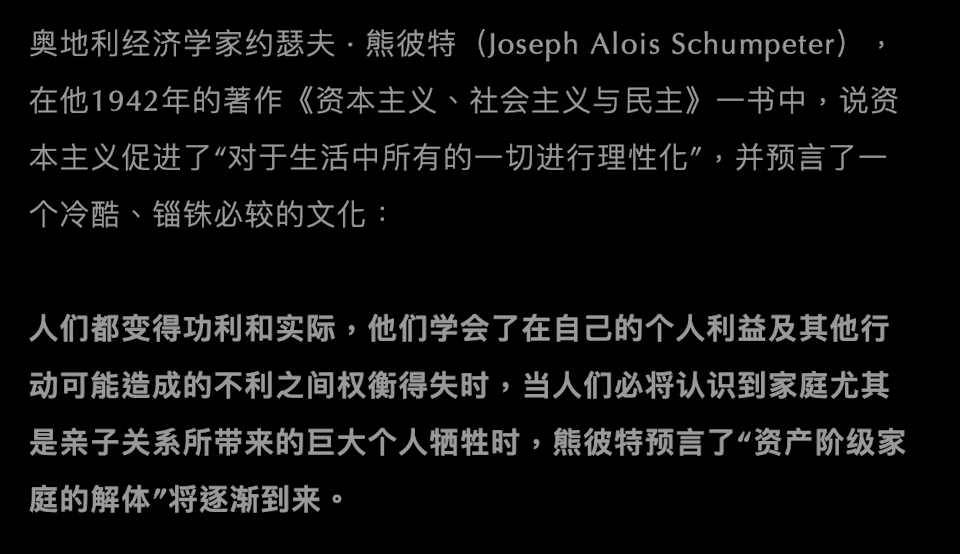 奥地利经济学家约瑟夫·熊彼特（Joseph Alois Schumpeter），
在他1942年的著作《资本主义、社会主义与民主》一书中，说资
本主义促进了“对于生活中所有的一切进行理性化”，并预言了一
个冷酷、锱铢必较的文化：
人们都变得功利和实际，他们学会了在自己的个人利益及其他行
动可能造成的不利之间权衡得失时，当人们必将认识到家庭尤其
是亲子关系所带来的巨大个人牺牲时，熊彼特预言了“资产阶级家
庭的解体”将逐渐到来。